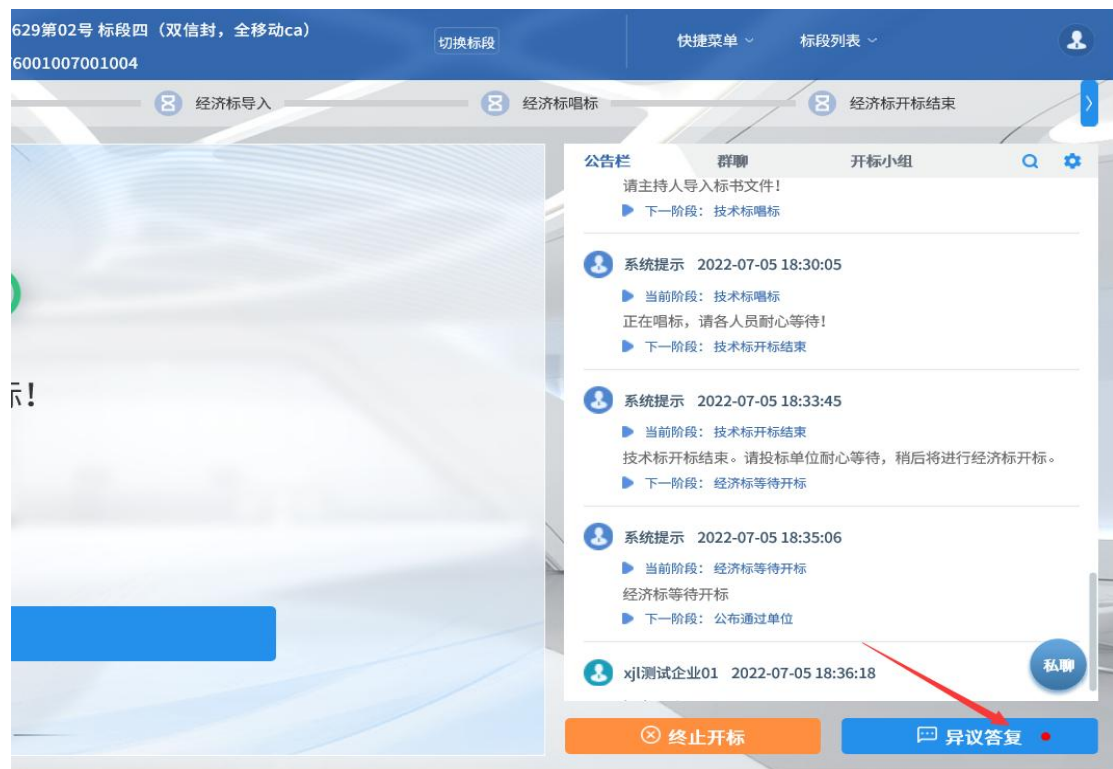 629第02号 标段四（双信封，全移动ca）
切换标段
快捷菜单
标段列表
6001007001004
经济标导入
经济标唱标
经济标开标结束
公告栏
群聊
开标小组
请主持人导入标书文件！
下一阶段：技术标唱标
系统提示 2022-07-05 18:30:05
当前阶段：技术标唱标
正在唱标，请各人员耐心等待！
下一阶段：技术标开标结束
系统提示 2022-07-05 18:33:45
当前阶段：技术标开标结束
技术标开标结束。请投标单位耐心等待，稍后将进行经济标开标。
下一阶段：经济标等待开标
系统提示 2022-07-05 18:35:06
当前阶段：经济标等待开标
经济标等待开标
下一阶段：公布通过单位
xjl测试企业01 2022-07-05 18:36:18
私聊
标！
终止开标
异议答复